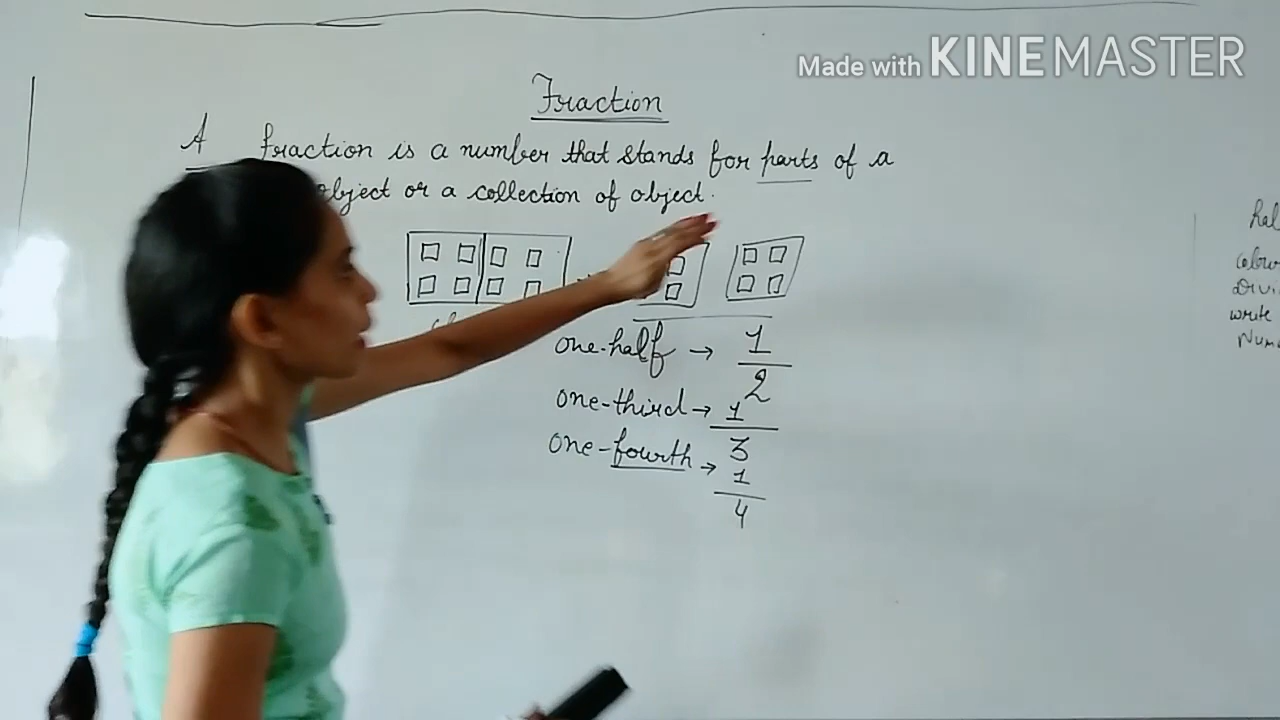 Made with KINEMASTER
Fraction
A fraction is a number that stands for parts of a
object or a collection of object.
one-half → 1/2
one-third → 1/3
one-fourth → 1/4
write